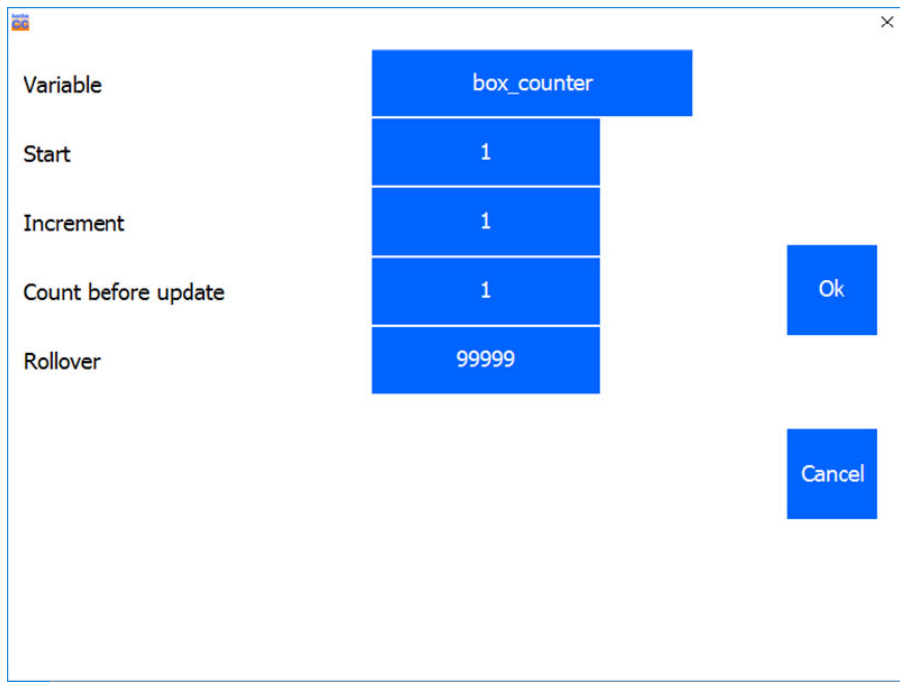 Variable box_counter
Start 1
Increment 1
Count before update 1
Ok
Rollover 99999
Cancel